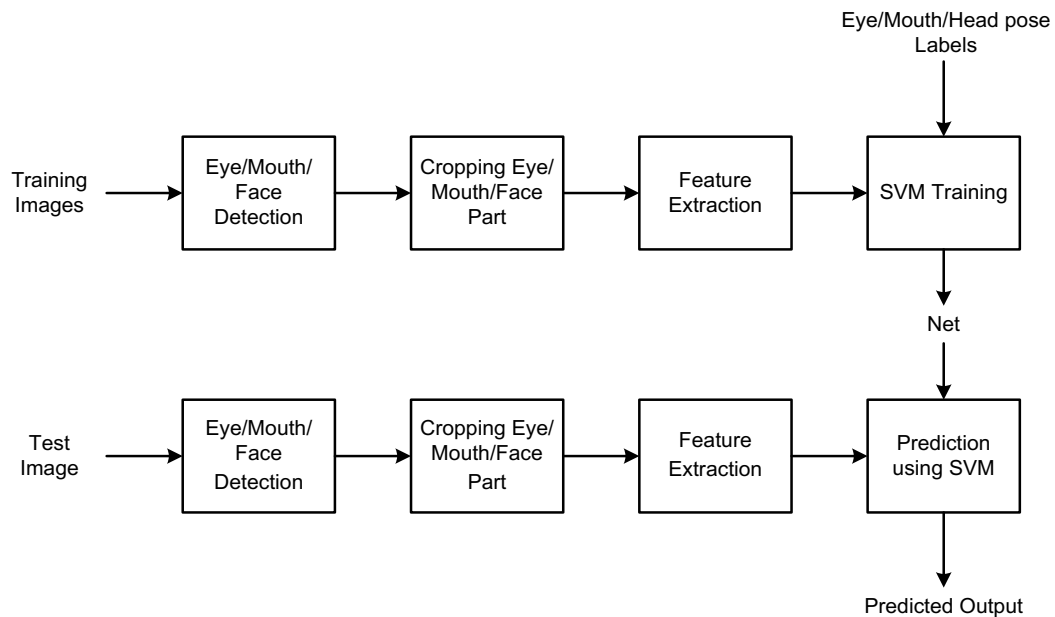 Eye/Mouth/Head pose
Labels
Training
Images
Eye/Mouth/
Face
Detection
Cropping Eye/
Mouth/Face
Part
Feature
Extraction
SVM Training
Net
Test
Image
Eye/Mouth/
Face
Detection
Cropping Eye/
Mouth/Face
Part
Feature
Extraction
Prediction
using SVM
Predicted Output